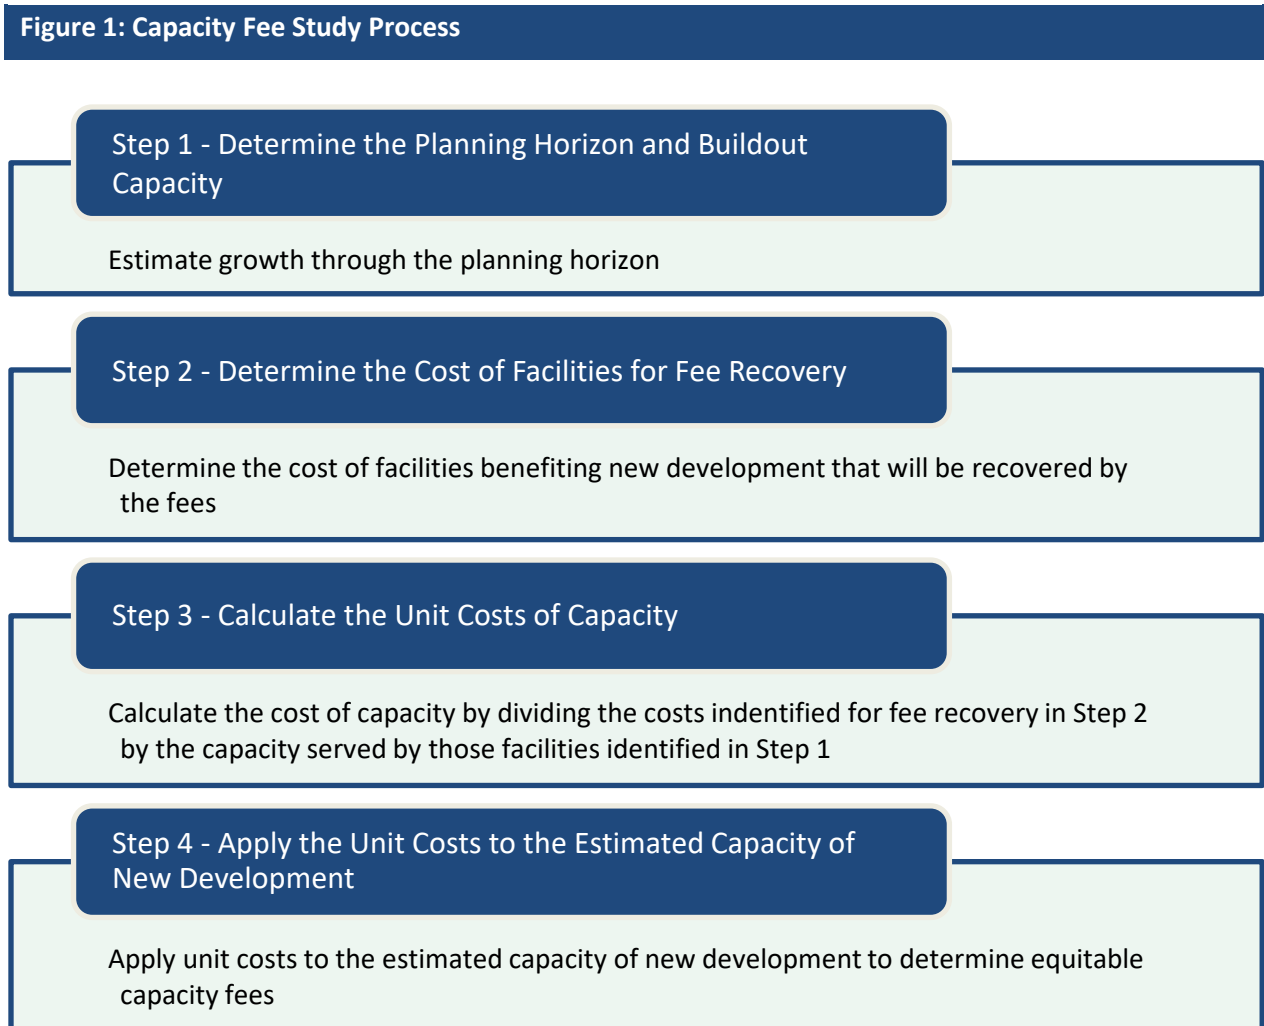 Figure 1: Capacity Fee Study Process
Step 1 - Determine the Planning Horizon and Buildout
Capacity
Estimate growth through the planning horizon
Step 2 - Determine the Cost of Facilities for Fee Recovery
Determine the cost of facilities benefiting new development that will be recovered by
the fees
Step 3 - Calculate the Unit Costs of Capacity
Calculate the cost of capacity by dividing the costs indentified for fee recovery in Step 2
by the capacity served by those facilities identified in Step 1
Step 4 - Apply the Unit Costs to the Estimated Capacity of
New Development
Apply unit costs to the estimated capacity of new development to determine equitable
capacity fees